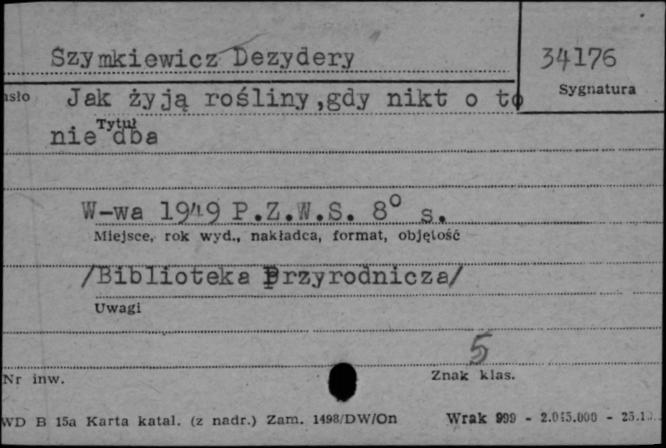 Szymkiewicz Dezydery
34176
Sygnatura
asło Jak żyją rośliny,gdy nikt o to
Tytuł
nie dba
W-wa 1949 P.Z.W.S. 8° s.
Miejsce, rok wyd., nakładca, format, objętość
/Biblioteka Przyrodnicza/
Uwagi
5
Nr inw.
Znak klas.
WD B 15a Karta katal. (z nadr.) Zam. 1498/DW/On Wrak 999 - 2.045.000 - 25.1